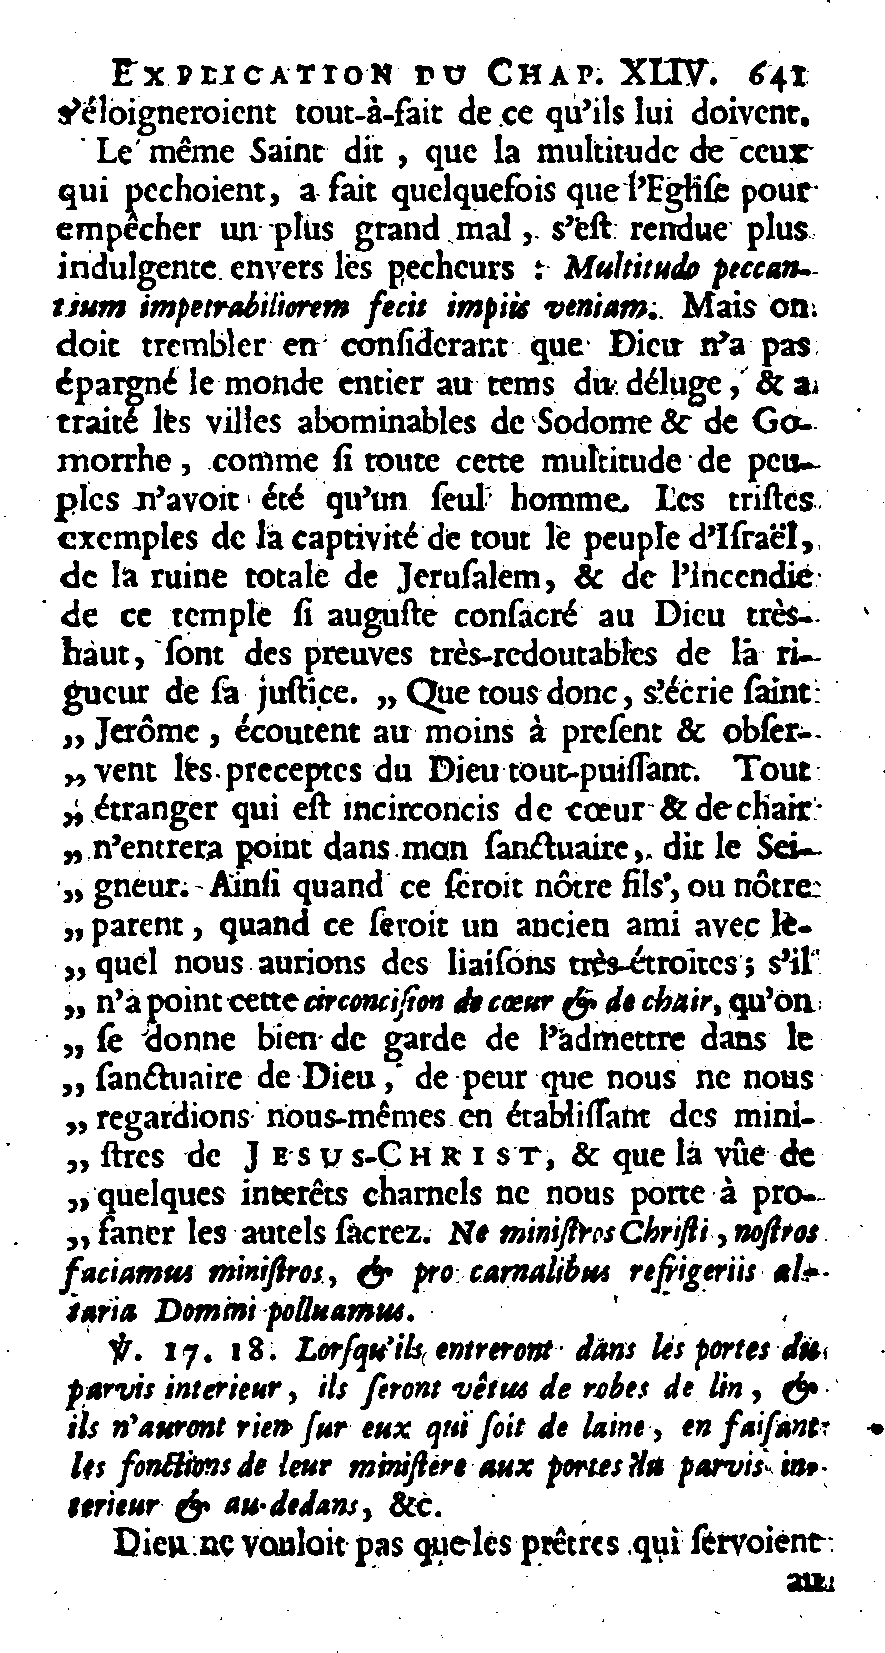 EXPLICATION DU CHAP. XLIV. 641
s'éloigneroient tout-à-fait de ce qu'ils lui doivent.
Le même Saint dit, que la multitude de ceux
qui pechoient, a fait quelquefois que l'Egliſe pour
empêcher un plus grand mal, s'eſt rendue plus
indulgente envers les pecheurs : Multitudo peccan-
tium impetrabiliorem fecit impiis veniam. Mais on
doit trembler en conſiderant que Dieu n'a pas
épargné le monde entier au tems du déluge, & a
traité les villes abominables de Sodome & de Go-
morrhe, comme ſi toute cette multitude de peu-
ples n'avoit été qu'un ſeul homme. Les triſtes
exemples de la captivité de tout le peuple d'Iſraël,
de la ruine totale de Jeruſalem, & de l'incendie
de ce temple ſi auguſte conſacré au Dieu très-
haut, ſont des preuves très-redoutables de la ri-
gueur de ſa juſtice. „ Que tous donc, s'écrie ſaint
„ Jerôme, écoutent au moins à preſent & obſer-
„ vent les preceptes du Dieu tout-puiſſant. Tout
„ étranger qui eſt incirconcis de cœur & de chair
„ n'entrera point dans mon ſanctuaire, dit le Sei-
„ gneur. Ainſi quand ce ſeroit nôtre fils, ou nôtre
„ parent, quand ce ſeroit un ancien ami avec le-
„ quel nous aurions des liaiſons très-étroites ; s'il
„ n'a point cette circonciſion de cœur & de chair, qu'on
„ ſe donne bien de garde de l'admettre dans le
„ ſanctuaire de Dieu, de peur que nous ne nous
„ regardions nous-mêmes en établiſſant des mini-
„ ſtres de JESUS-CHRIST, & que la vûe de
„ quelques interêts charnels ne nous porte à pro-
„ faner les autels ſacrez. Ne miniſtros Chriſti, noſtros
faciamus miniſtros, & pro carnalibus refrigeriis al-
taria Domini polluamus.
℣. 17. 18. Lorſqu'ils entreront dans les portes du
parvis interieur, ils ſeront vêtus de robes de lin, &
ils n'auront rien ſur eux qui ſoit de laine, en faiſant
les fonctions de leur miniſtere aux portes du parvis in-
terieur & au-dedans, &c.
Dieu ne vouloit pas que les prêtres qui ſervoient
au